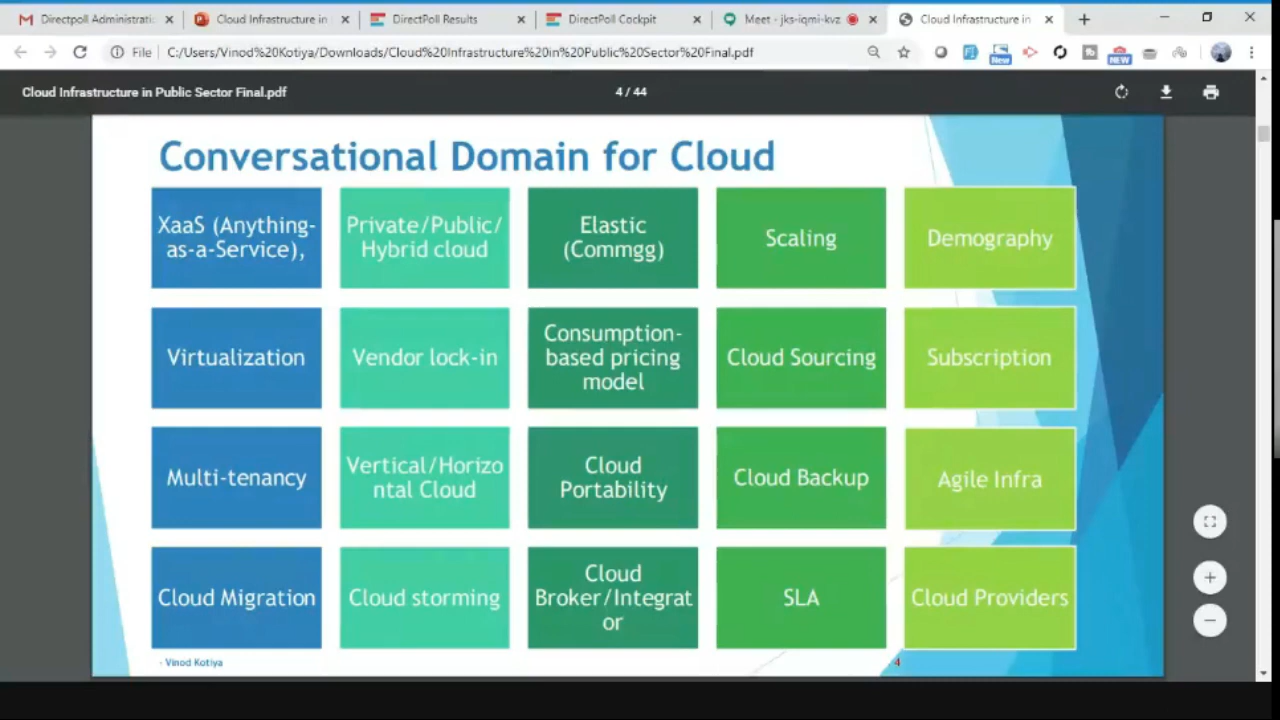 Directpoll Administratic
Cloud Infrastructure in
DirectPoll Results
DirectPoll Cockpit
Meet - jks-iqmi-kvz
Cloud Infrastructure in
File
C:/Users/Vinod%20Kotiya/Downloads/Cloud%20Infrastructure%20in%20Public%20Sector%20Final.pdf
New
NEW
Cloud Infrastructure in Public Sector Final.pdf
4 / 44
Conversational Domain for Cloud
XaaS (Anything-
as-a-Service),
Private/Public/
Hybrid cloud
Elastic
(Commgg)
Scaling
Demography
Virtualization
Vendor lock-in
Consumption-
based pricing
model
Cloud Sourcing
Subscription
Multi-tenancy
Vertical/Horizo
ntal Cloud
Cloud
Portability
Cloud Backup
Agile Infra
Cloud Migration
Cloud storming
Cloud
Broker/Integrat
or
SLA
Cloud Providers
- Vinod Kotiya
4